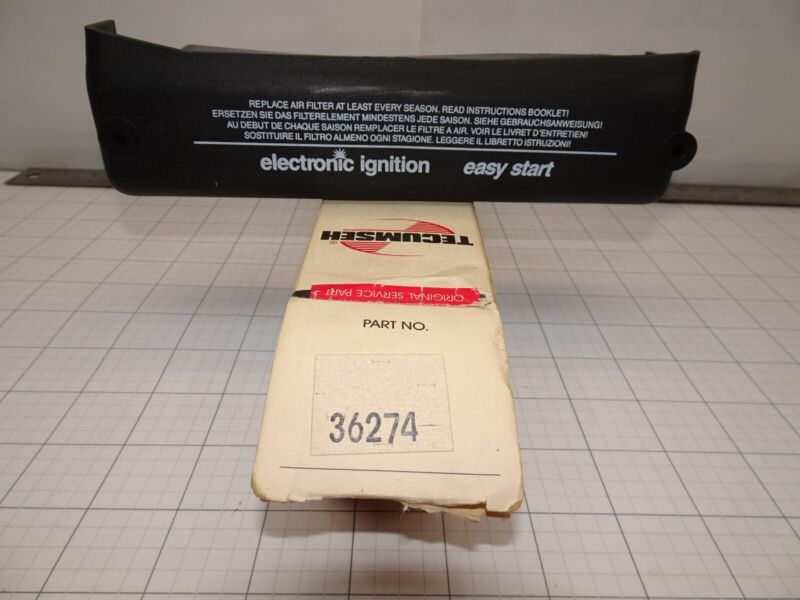 REPLACE AIR FILTER AT LEAST EVERY SEASON. READ INSTRUCTIONS BOOKLET!
ERSETZEN SIE DAS FILTERELEMENT MINDESTENS JEDE SAISON. SIEHE GEBRAUCHSANWEISUNG!
AU DEBUT DE CHAQUE SAISON REMPLACER LE FILTRE A AIR. VOIR LE LIVRET D'ENTRETIEN!
SOSTITUIRE IL FILTRO ALMENO OGNI STAGIONE. LEGGERE IL LIBRETTO ISTRUZIONI!!
electronic ignition easy start
TECUMSEH®
ORIGINAL SERVICE PART
PART NO.
36274